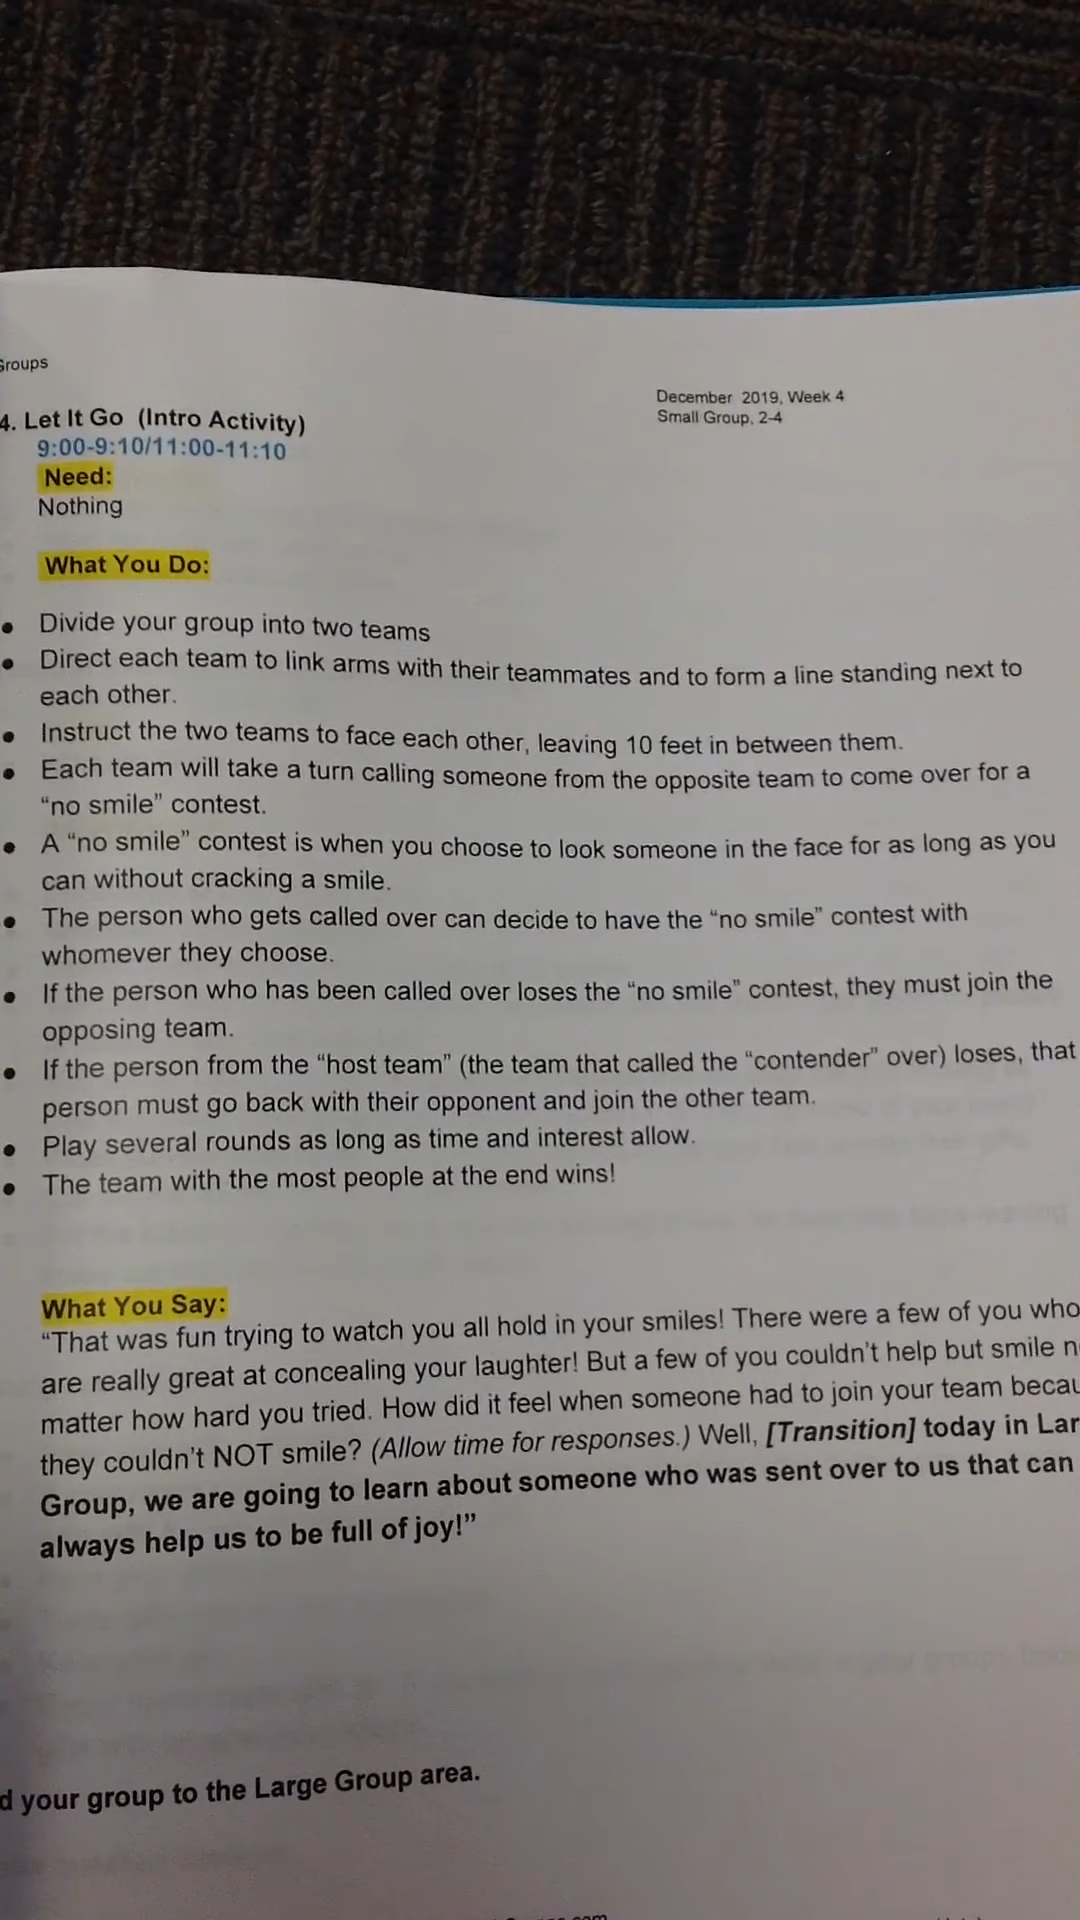 Groups
December 2019, Week 4
Small Group, 2-4
4. Let It Go (Intro Activity)
9:00-9:10/11:00-11:10
Need:
Nothing
What You Do:
• Divide your group into two teams
• Direct each team to link arms with their teammates and to form a line standing next to
each other.
• Instruct the two teams to face each other, leaving 10 feet in between them.
• Each team will take a turn calling someone from the opposite team to come over for a
“no smile” contest.
• A “no smile” contest is when you choose to look someone in the face for as long as you
can without cracking a smile.
• The person who gets called over can decide to have the “no smile” contest with
whomever they choose.
• If the person who has been called over loses the “no smile” contest, they must join the
opposing team.
• If the person from the “host team” (the team that called the “contender” over) loses, that
person must go back with their opponent and join the other team.
• Play several rounds as long as time and interest allow.
• The team with the most people at the end wins!
What You Say:
“That was fun trying to watch you all hold in your smiles! There were a few of you who
are really great at concealing your laughter! But a few of you couldn’t help but smile
matter how hard you tried. How did it feel when someone had to join your team
they couldn’t NOT smile? (Allow time for responses.) Well, [Transition] today in
Group, we are going to learn about someone who was sent over to us that can
always help us to be full of joy!”
your group to the Large Group area.